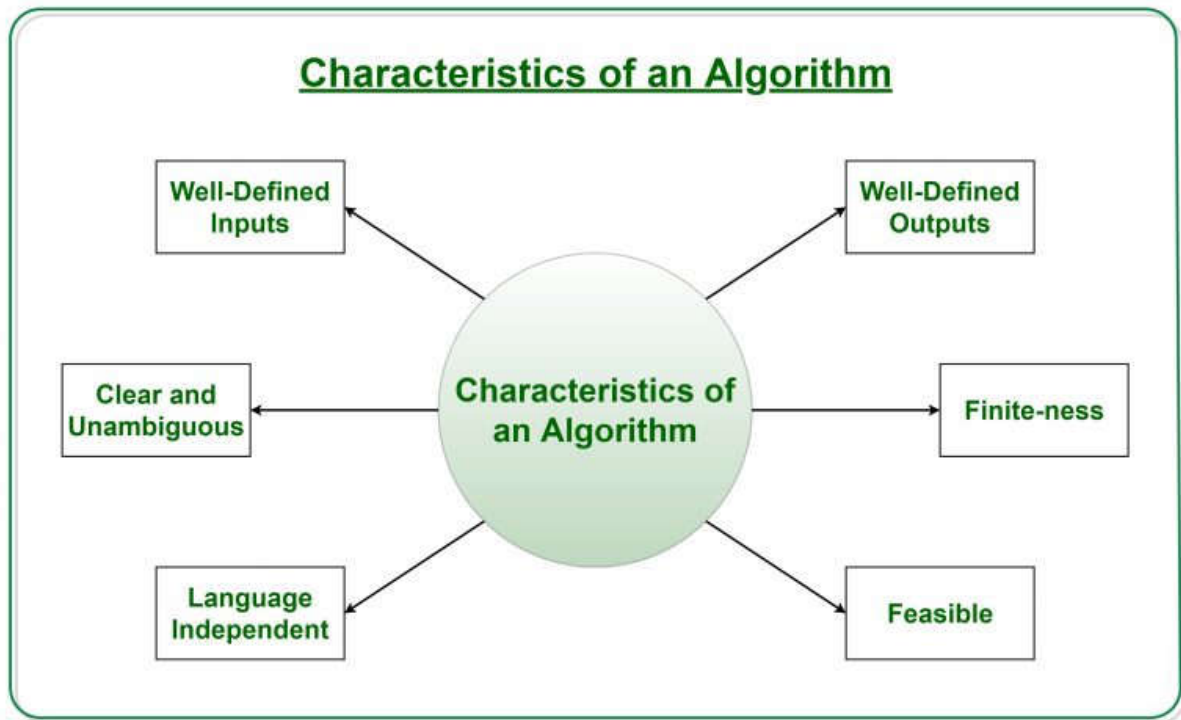 Characteristics of an Algorithm
Well-Defined
Inputs
Well-Defined
Outputs
Clear and
Unambiguous
Characteristics of
an Algorithm
Finite-ness
Language
Independent
Feasible